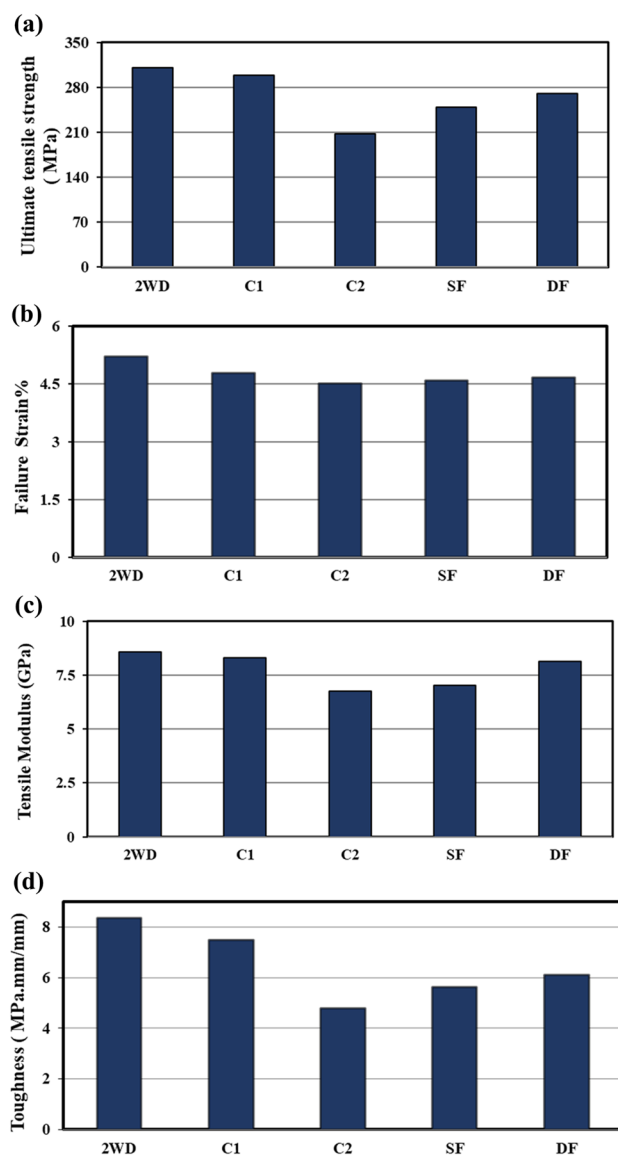 (a)
Ultimate tensile strength
( MPa)
350
280
210
140
70
0
2WD C1 C2 SF DF
(b)
Failure Strain%
6
4.5
3
1.5
0
2WD C1 C2 SF DF
(c)
Tensile Modulus (GPa)
10
7.5
5
2.5
0
2WD C1 C2 SF DF
(d)
Toughness ( MPa.mm/mm)
8
6
4
2
0
2WD C1 C2 SF DF